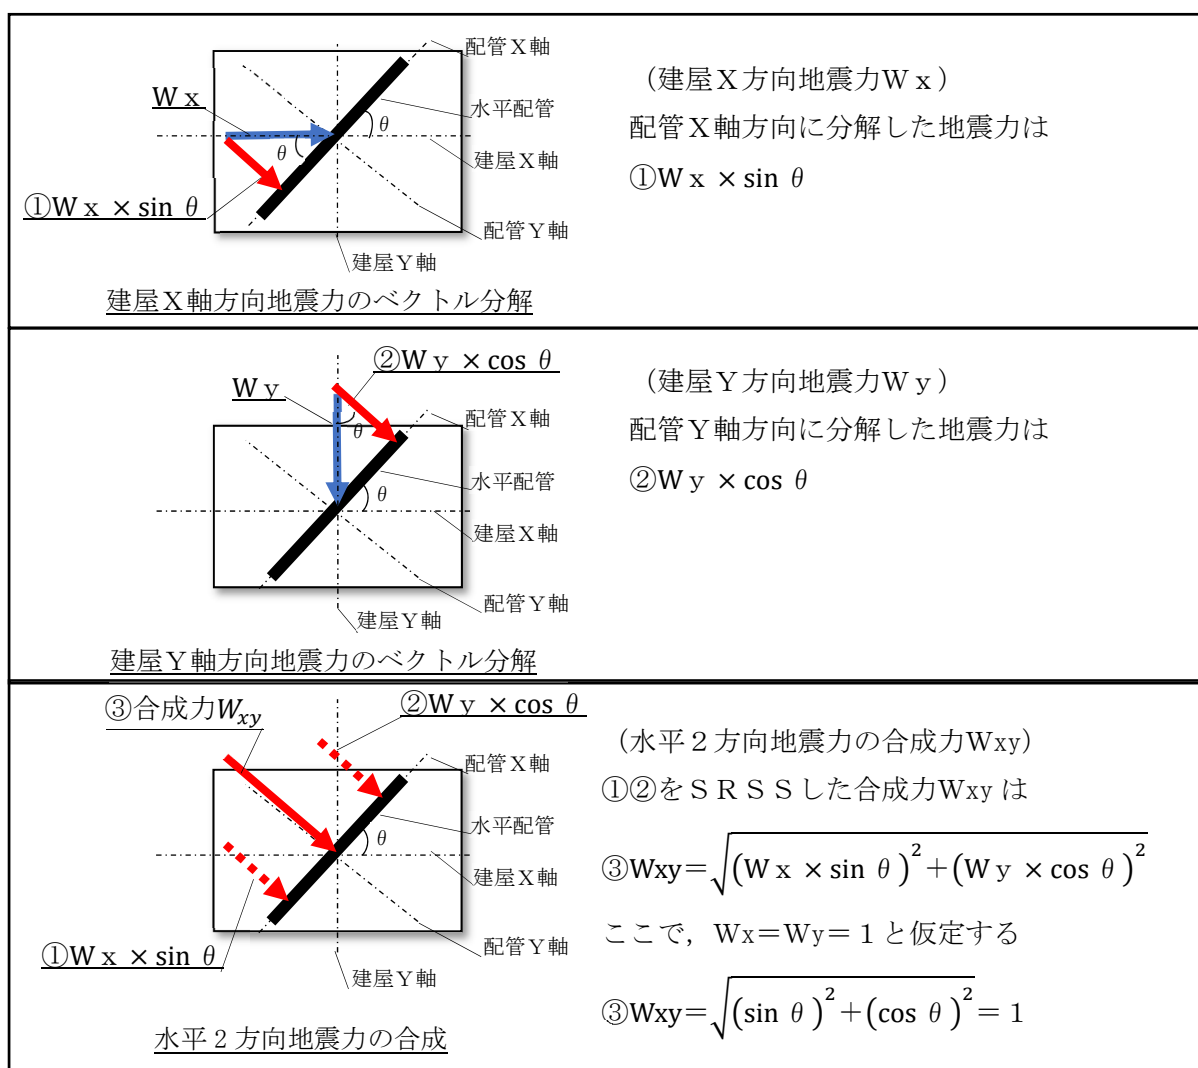 配管Ｘ軸
Ｗｘ
水平配管
θ
θ
建屋Ｘ軸
①Ｗｘ × sin θ
配管Ｙ軸
建屋Ｙ軸
建屋Ｘ軸方向地震力のベクトル分解
（建屋Ｘ方向地震力Ｗｘ）
配管Ｘ軸方向に分解した地震力は
①Ｗｘ × sin θ
②Ｗｙ × cos θ
Ｗｙ
配管Ｘ軸
θ
水平配管
θ
建屋Ｘ軸
配管Ｙ軸
建屋Ｙ軸
建屋Ｙ軸方向地震力のベクトル分解
（建屋Ｙ方向地震力Ｗｙ）
配管Ｙ軸方向に分解した地震力は
②Ｗｙ × cos θ
③合成力Wxy
②Ｗｙ × cos θ
配管Ｘ軸
水平配管
θ
建屋Ｘ軸
①Ｗｘ × sin θ
配管Ｙ軸
建屋Ｙ軸
水平２方向地震力の合成
（水平２方向地震力の合成力Wxy）
①②をＳＲＳＳした合成力Wxy は
③Wxy＝√(Ｗｘ × sin θ)²＋(Ｗｙ × cos θ)²
ここで，Wx＝Wy＝１と仮定する
③Wxy＝√(sin θ)²＋(cos θ)²＝１